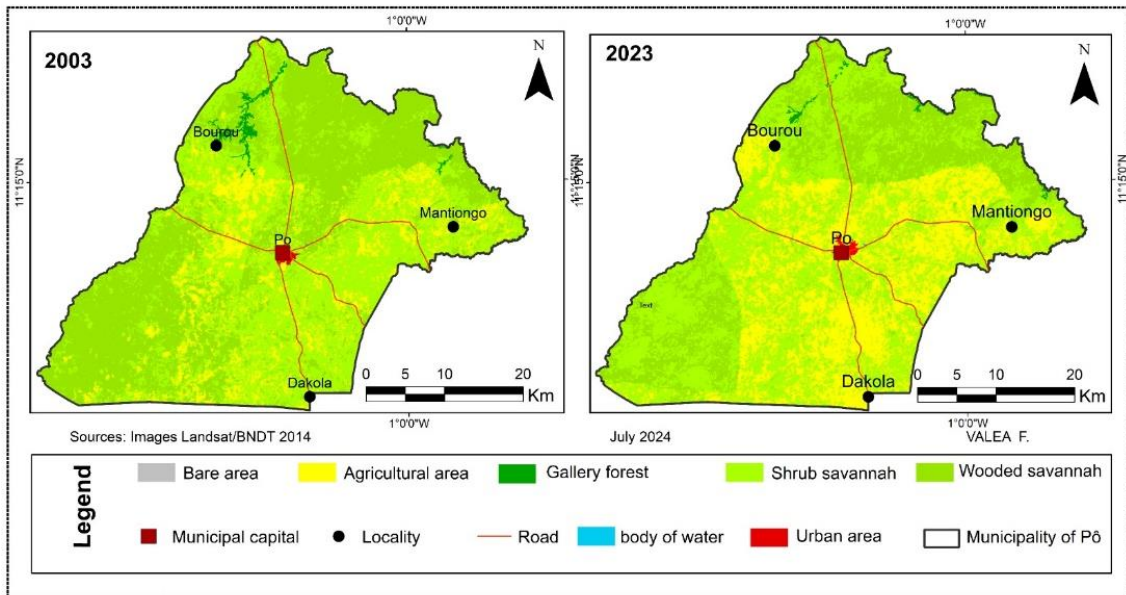 1°0'0"W
1°0'0"W
2003
N
2023
N
Bourou
Bourou
11°15'0"N
11°15'0"N
11°15'0"N
Mantiongo
Mantiongo
Po
Po
Text
Dakola
0 5 10 20
Km
Dakola
0 5 10 20
Km
1°0'0"W
1°0'0"W
Sources: Images Landsat/BNDT 2014
July 2024
VALEA F.
Legend
Bare area
Agricultural area
Gallery forest
Shrub savannah
Wooded savannah
Municipal capital
Locality
Road
body of water
Urban area
Municipality of Pô